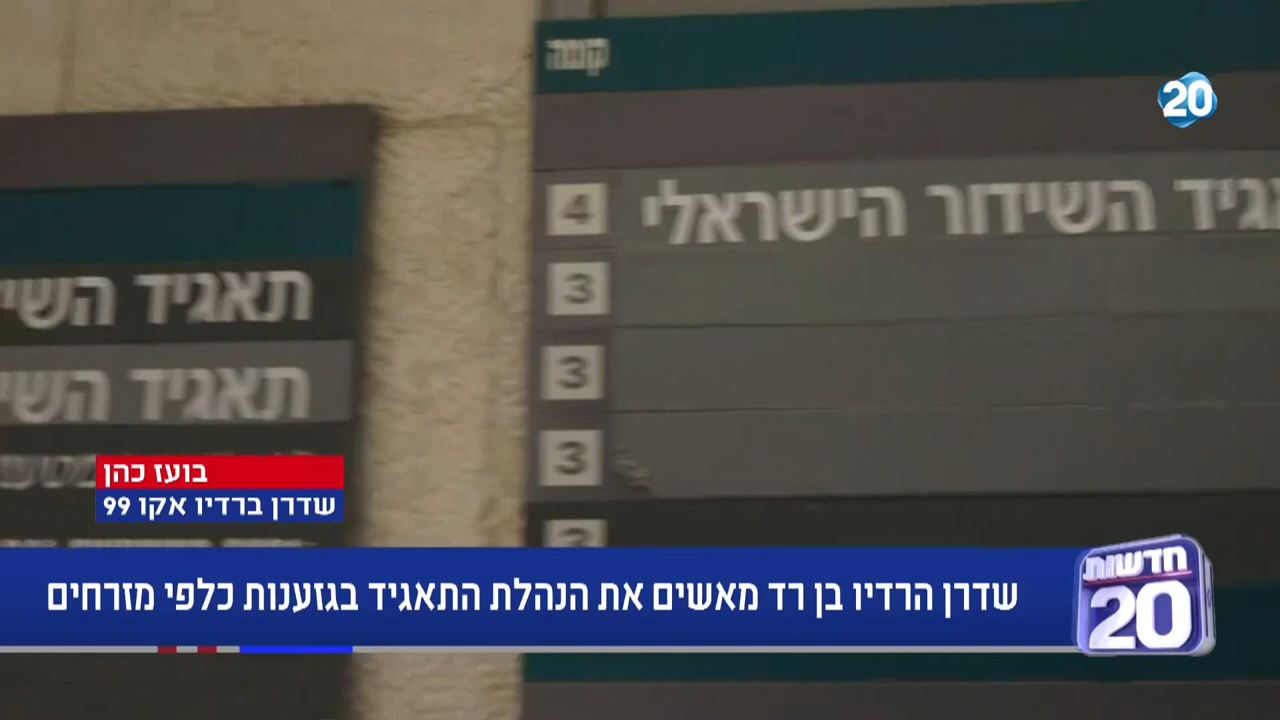 קומה
20
4 תאגיד השידור הישראלי
3
3
3
תאגיד השי
תאגיד השי
בועז כהן
שדרן ברדיו אקו 99
שדרן הרדיו בן רד מאשים את הנהלת התאגיד בגזענות כלפי מזרחים
חדשות
20